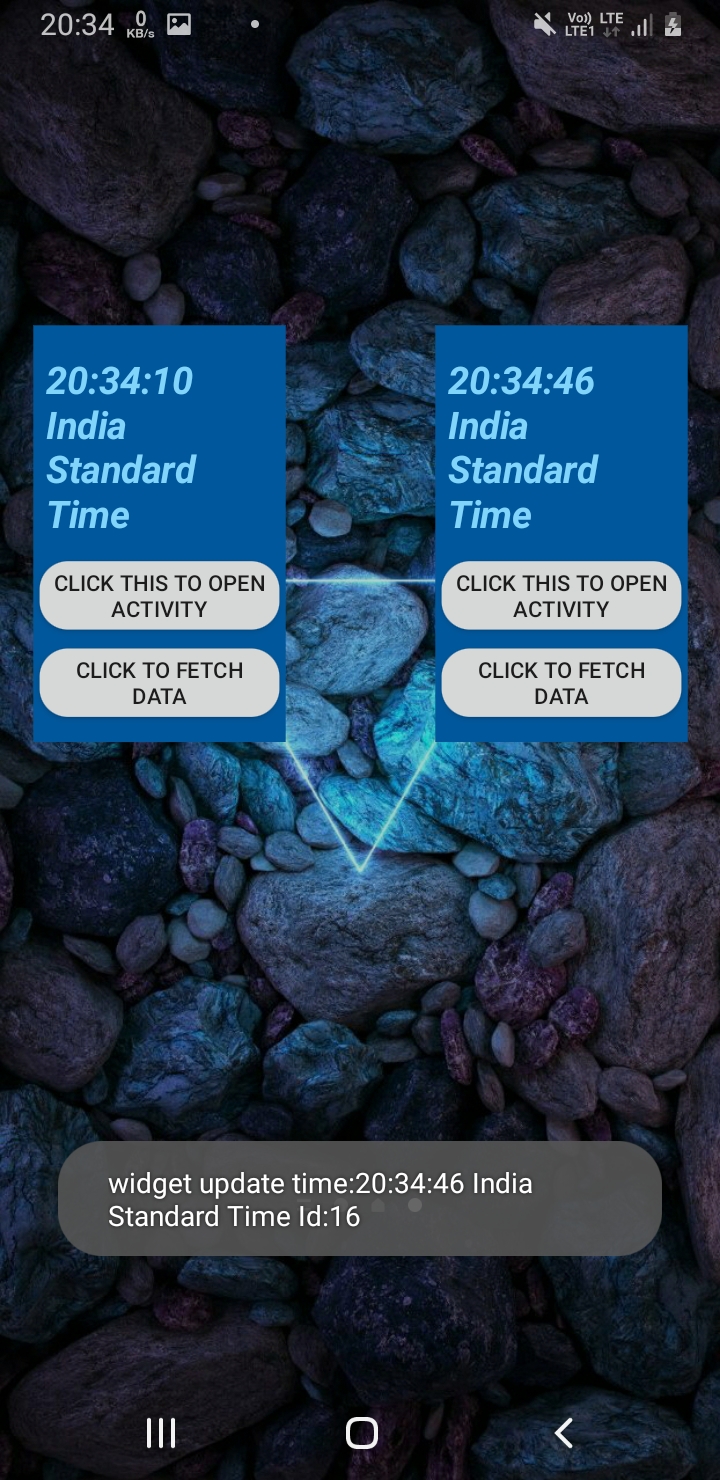 20:34 0 KB/s Vo)) LTE1 LTE
20:34:10
India
Standard
Time
CLICK THIS TO OPEN
ACTIVITY
CLICK TO FETCH
DATA
20:34:46
India
Standard
Time
CLICK THIS TO OPEN
ACTIVITY
CLICK TO FETCH
DATA
widget update time:20:34:46 India
Standard Time Id:16